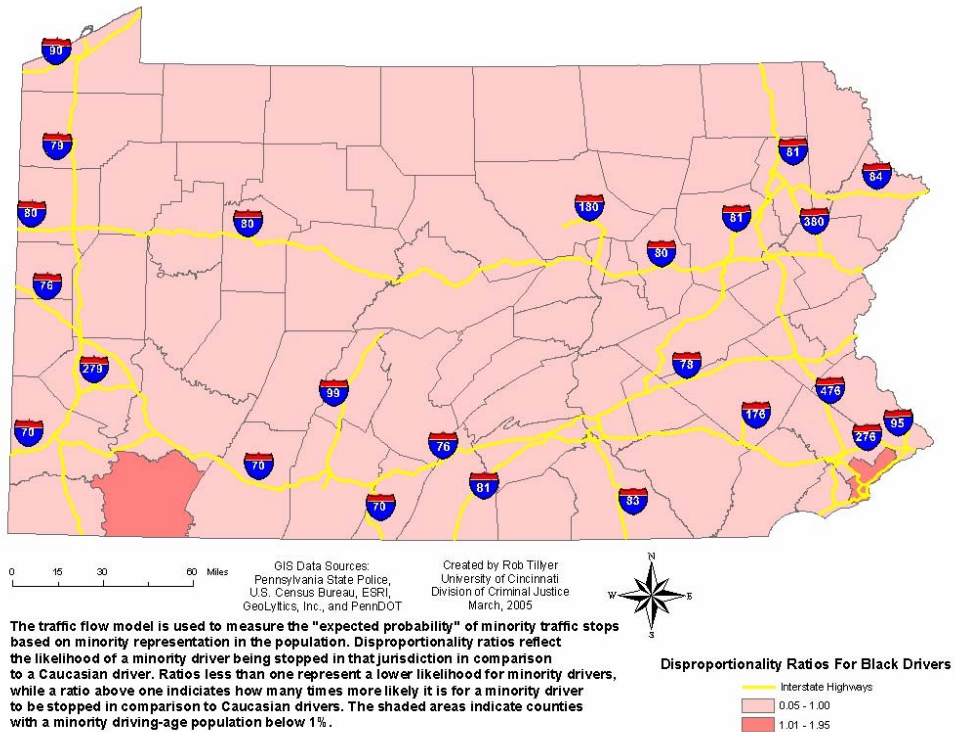 90
79
81
84
80
180
80
81
380
80
76
279
99
78
476
70
176
95
276
76
70
81
70
83
0 15 30 60 Miles
GIS Data Sources:
Pennsylvania State Police,
U.S. Census Bureau, ESRI,
GeoLytics, Inc., and PennDOT
Created by Rob Tillyer
University of Cincinnati
Division of Criminal Justice
March, 2005
N
W E
S
The traffic flow model is used to measure the "expected probability" of minority traffic stops
based on minority representation in the population. Disproportionality ratios reflect
the likelihood of a minority driver being stopped in that jurisdiction in comparison
to a Caucasian driver. Ratios less than one represent a lower likelihood for minority drivers,
while a ratio above one indiciates how many times more likely it is for a minority driver
to be stopped in comparison to Caucasian drivers. The shaded areas indicate counties
with a minority driving-age population below 1%.
Disproportionality Ratios For Black Drivers
Interstate Highways
0.05 - 1.00
1.01 - 1.95